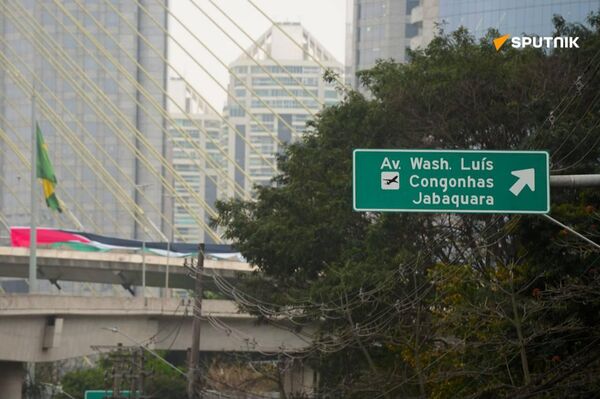 SPUTNIK
Av. Wash. Luís
Congonhas
Jabaquara